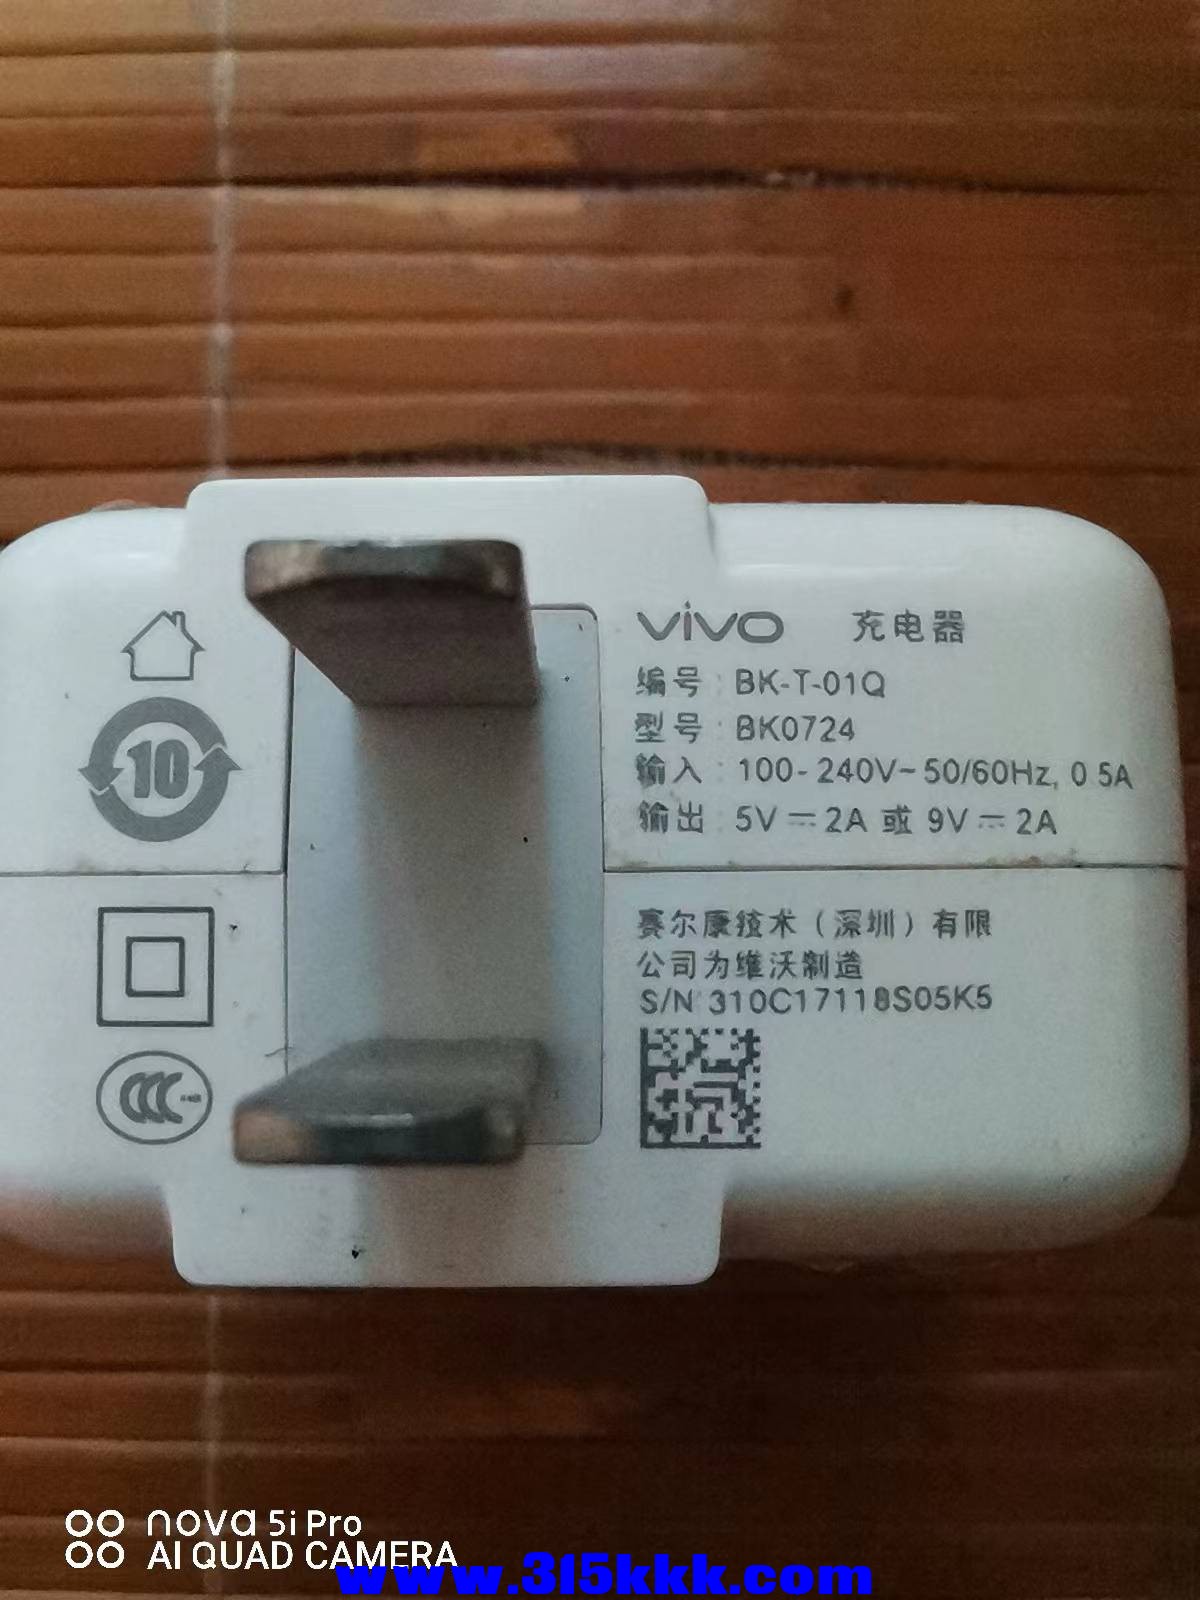 vivo 充电器
编号：BK-T-01Q
型号：BK0724
输入：100-240V~50/60Hz, 0.5A
输出：5V⎓2A 或 9V⎓2A
10
赛尔康技术（深圳）有限
公司为维沃制造
S/N 310C17118S05K5
CCC
nova 5i Pro
AI QUAD CAMERA
www.315kkk.com